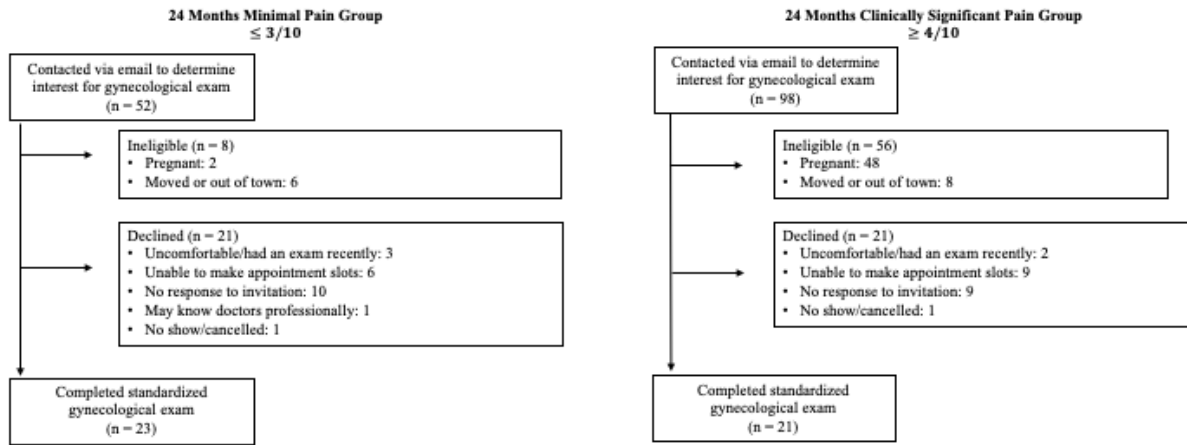 24 Months Minimal Pain Group
≤ 3/10
Contacted via email to determine
interest for gynecological exam
(n = 52)
Ineligible (n = 8)
• Pregnant: 2
• Moved or out of town: 6
Declined (n = 21)
• Uncomfortable/had an exam recently: 3
• Unable to make appointment slots: 6
• No response to invitation: 10
• May know doctors professionally: 1
• No show/cancelled: 1
Completed standardized
gynecological exam
(n = 23)
24 Months Clinically Significant Pain Group
≥ 4/10
Contacted via email to determine
interest for gynecological exam
(n = 98)
Ineligible (n = 56)
• Pregnant: 48
• Moved or out of town: 8
Declined (n = 21)
• Uncomfortable/had an exam recently: 2
• Unable to make appointment slots: 9
• No response to invitation: 9
• No show/cancelled: 1
Completed standardized
gynecological exam
(n = 21)